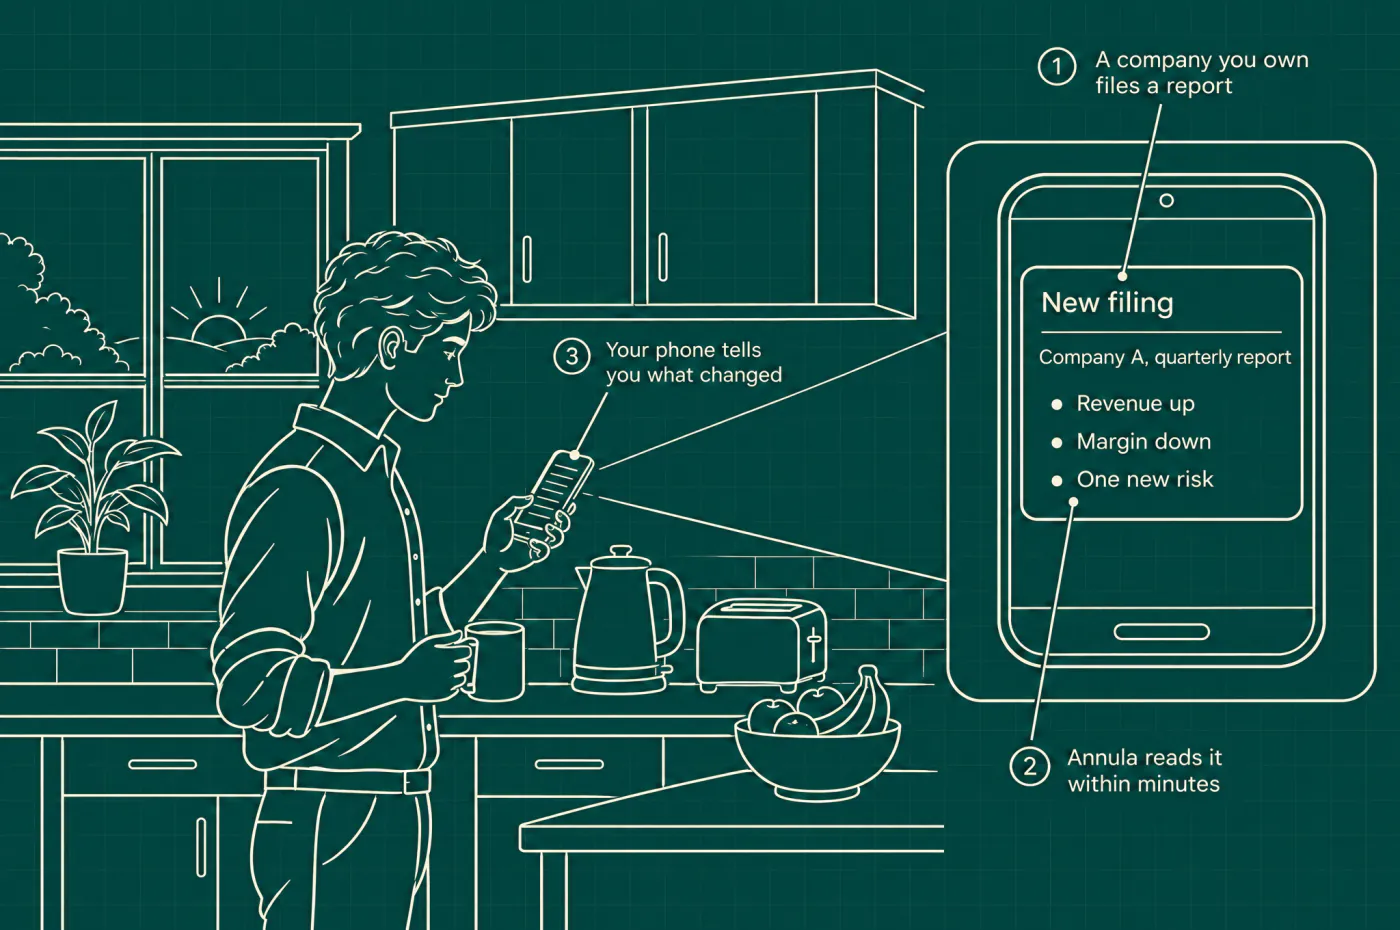 1 A company you own
files a report
New filing
Company A, quarterly report
Revenue up
Margin down
One new risk
3 Your phone tells
you what changed
2 Annula reads it
within minutes